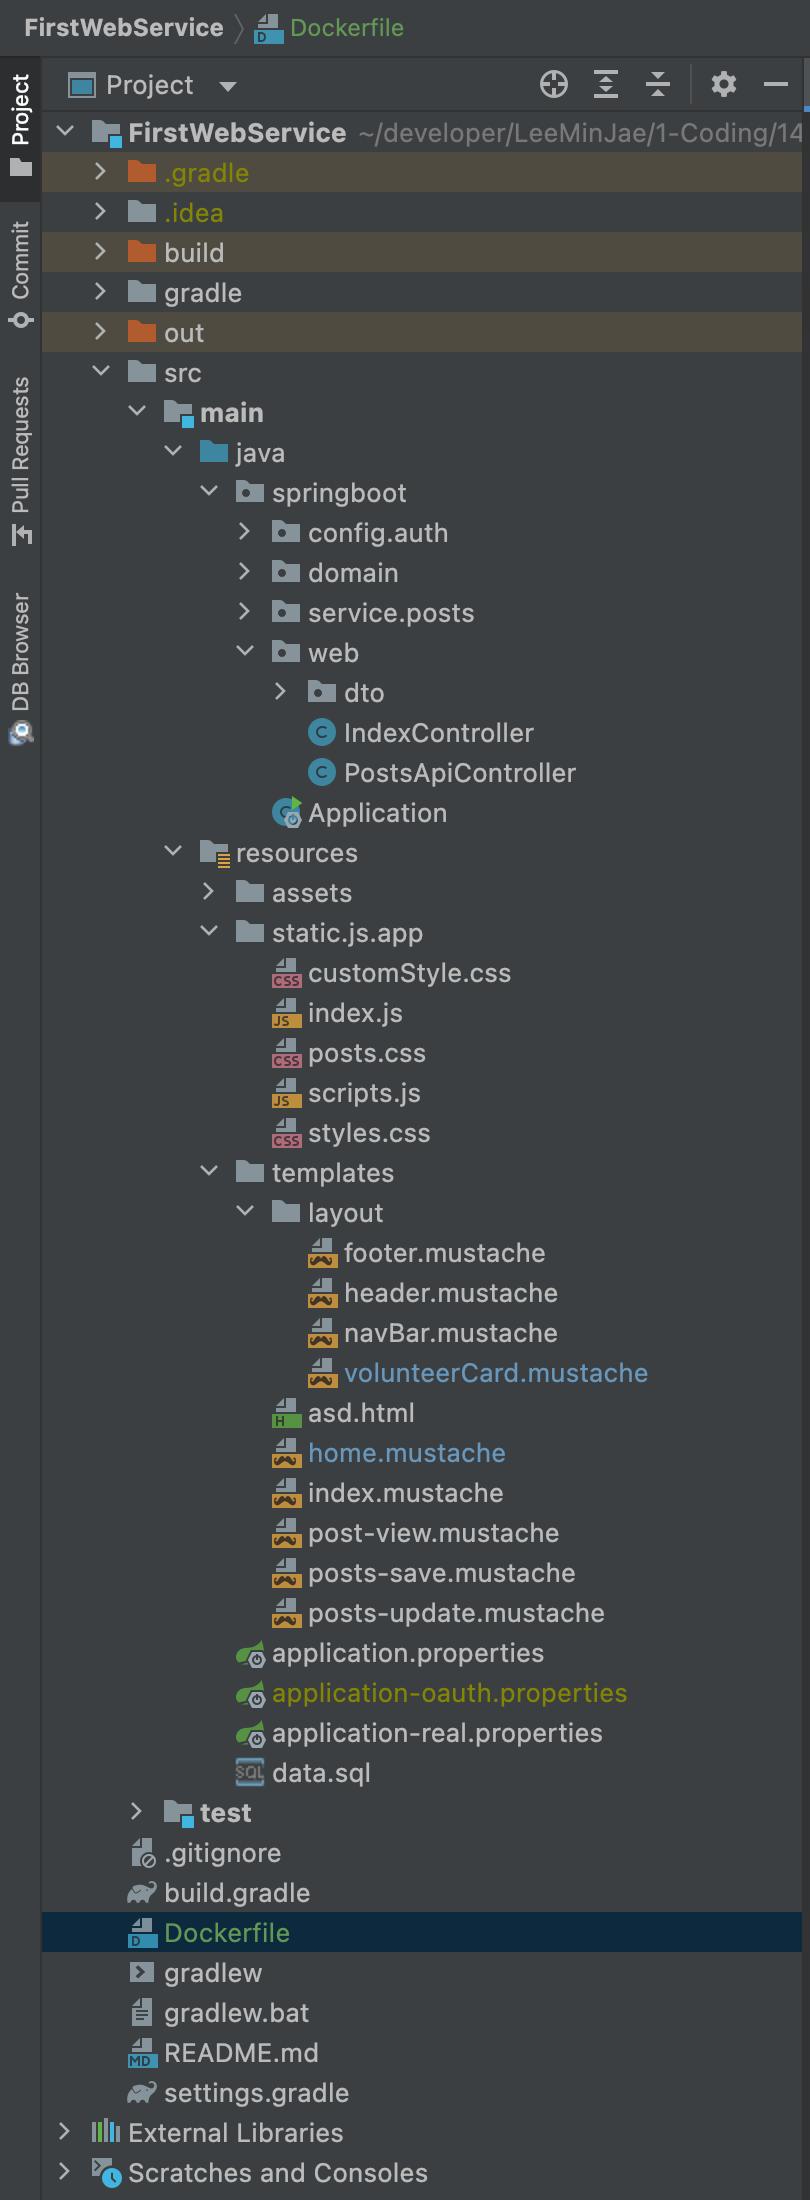 FirstWebService Dockerfile
Project
Project
Commit
Pull Requests
DB Browser
FirstWebService ~/developer/LeeMinJae/1-Coding/14
.gradle
.idea
build
gradle
out
src
main
java
springboot
config.auth
domain
service.posts
web
dto
IndexController
PostsApiController
Application
resources
assets
static.js.app
customStyle.css
index.js
posts.css
scripts.js
styles.css
templates
layout
footer.mustache
header.mustache
navBar.mustache
volunteerCard.mustache
asd.html
home.mustache
index.mustache
post-view.mustache
posts-save.mustache
posts-update.mustache
application.properties
application-oauth.properties
application-real.properties
data.sql
test
.gitignore
build.gradle
Dockerfile
gradlew
gradlew.bat
README.md
settings.gradle
External Libraries
Scratches and Consoles